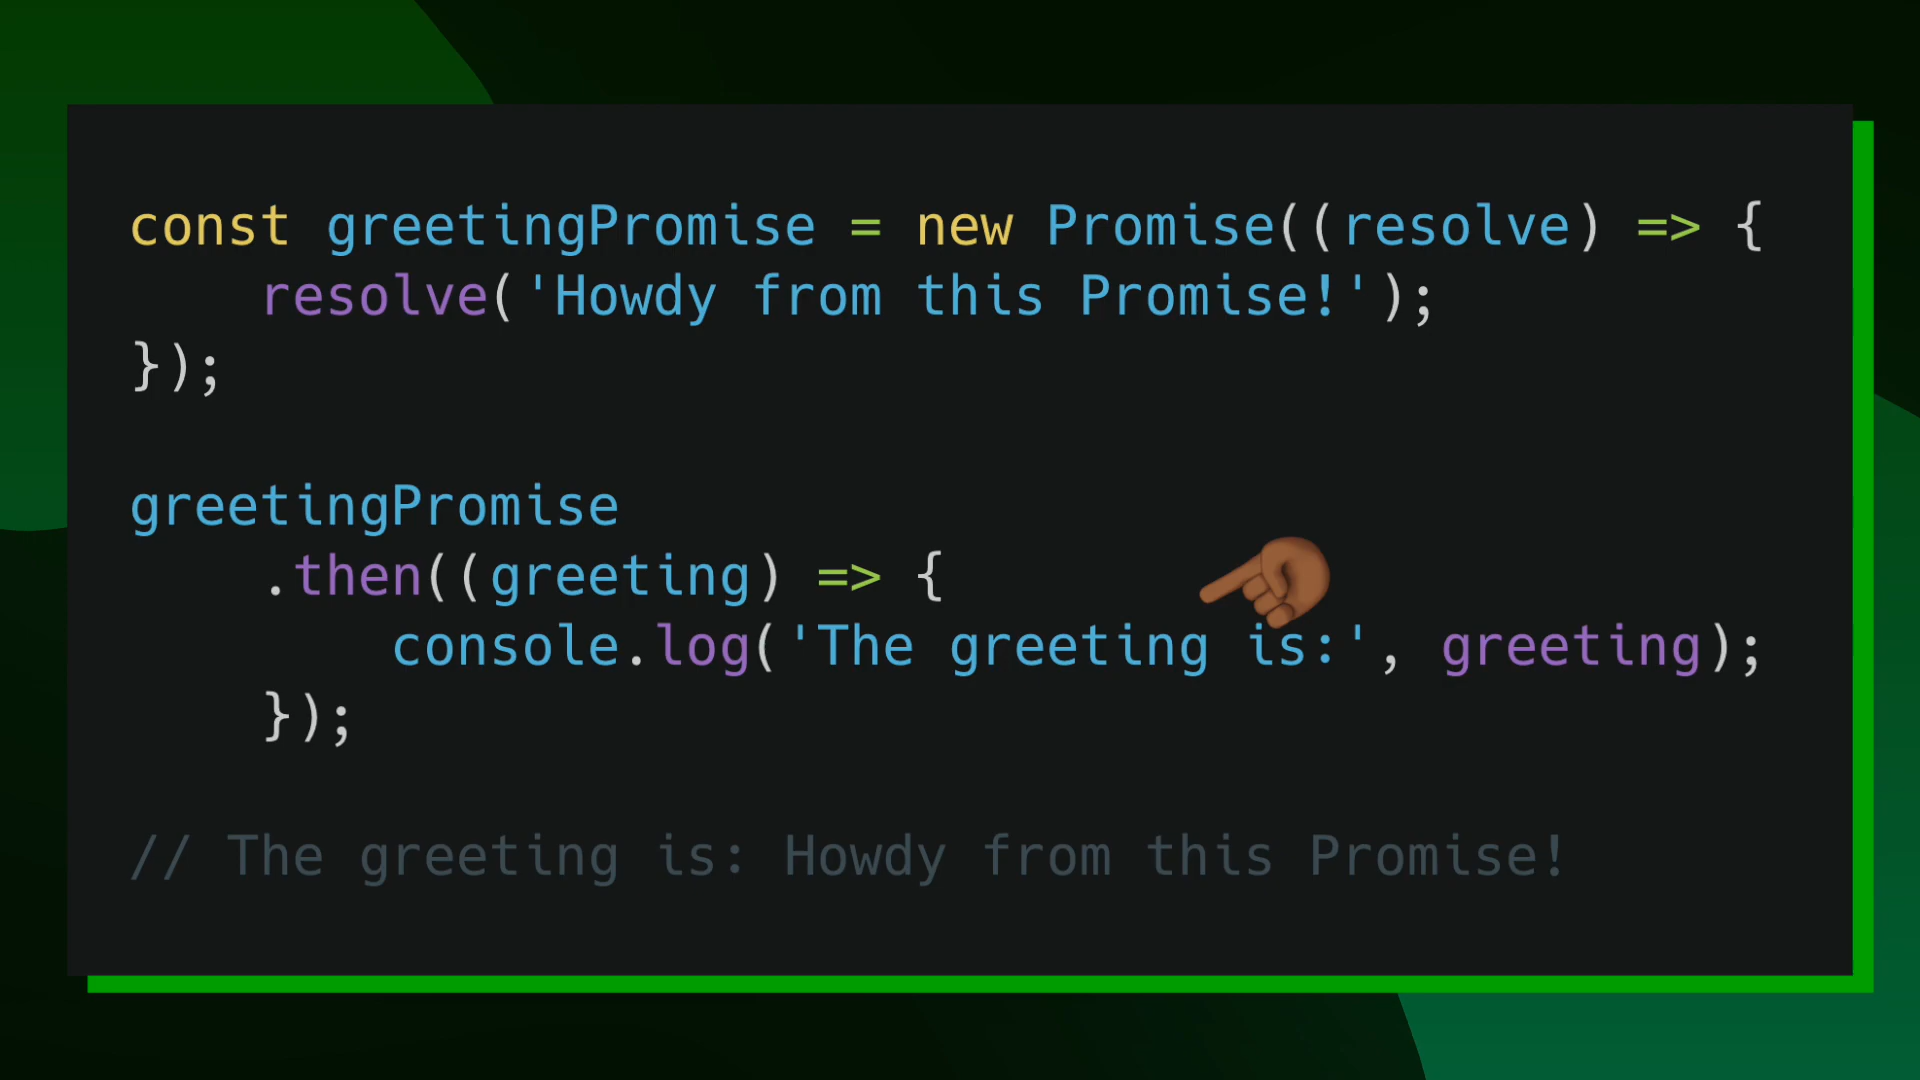 const greetingPromise = new Promise((resolve) => {
    resolve('Howdy from this Promise!');
});

greetingPromise
    .then((greeting) => {
        console.log('The greeting is:', greeting);
    });

// The greeting is: Howdy from this Promise!